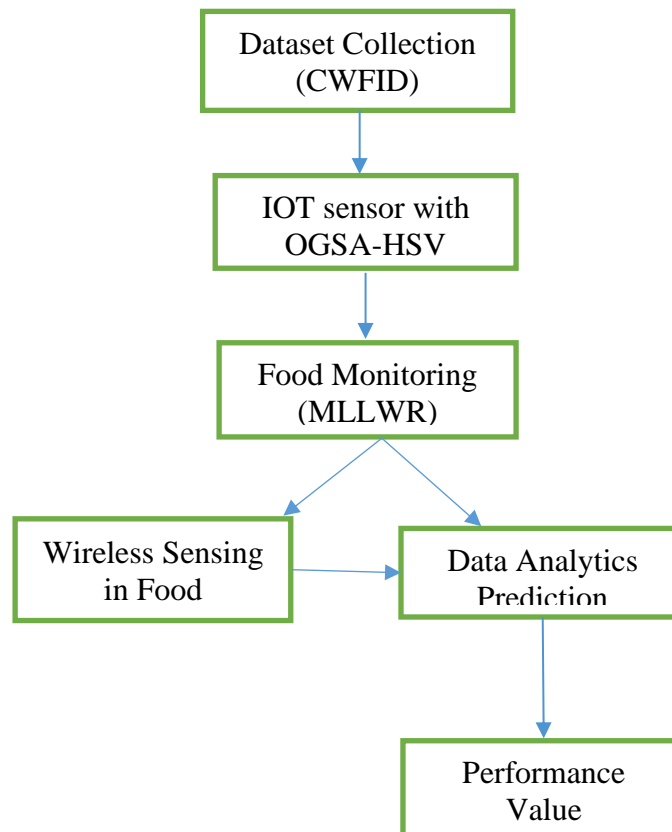 Dataset Collection
(CWFID)
IOT sensor with
OGSA-HSV
Food Monitoring
(MLLWR)
Wireless Sensing
in Food
Data Analytics
Prediction
Performance
Value